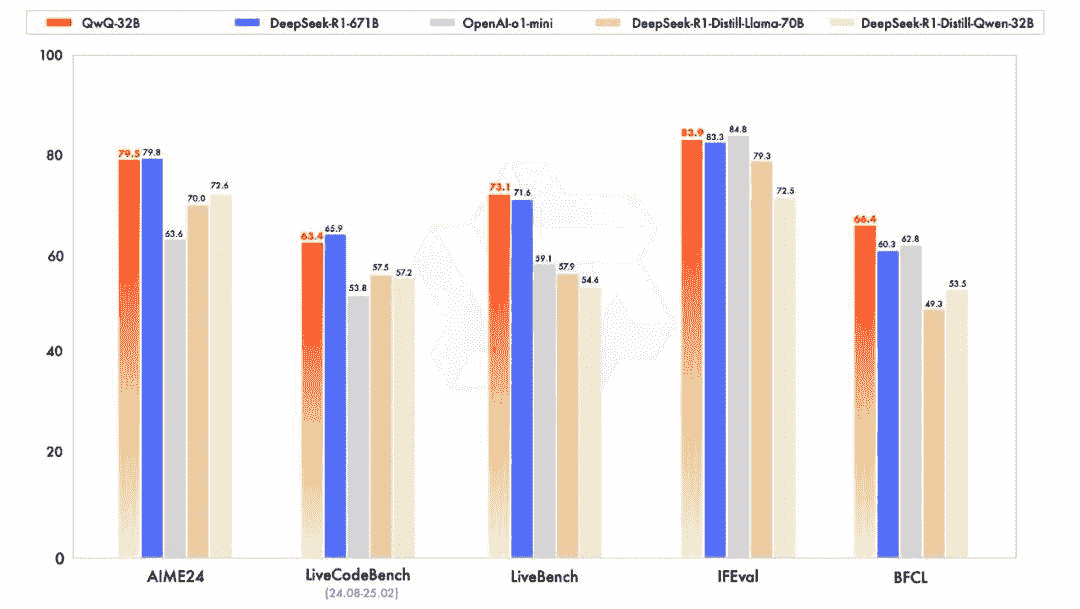 QwQ-32B DeepSeek-R1-671B OpenAI-o1-mini DeepSeek-R1-Distill-Llama-70B DeepSeek-R1-Distill-Qwen-32B
100
80
60
40
20
0
79.5 79.8 63.6 70.0 72.6
63.4 65.9 53.8 57.5 57.2
73.1 71.6 59.1 57.9 54.6
83.9 83.3 84.8 79.3 72.5
66.4 60.3 62.8 49.3 53.5
AIME24 LiveCodeBench LiveBench IFEval BFCL
(24.08-25.02)